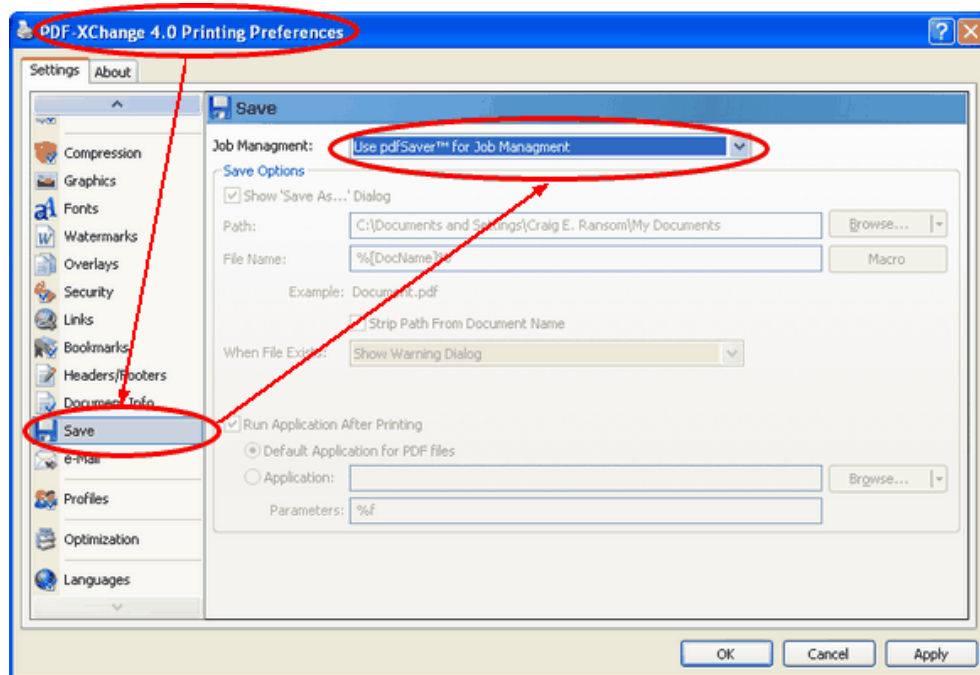 PDF-XChange 4.0 Printing Preferences
Settings About
Save
Job Managment: Use pdfSaver™ for Job Managment
Save Options
Show 'Save As...' Dialog
Path: C:\Documents and Settings\Craig E. Ransom\My Documents Browse...
File Name: %[DocName]% Macro
Example: Document.pdf
Strip Path From Document Name
When File Exists: Show Warning Dialog
Run Application After Printing
Default Application for PDF files
Application: Browse...
Parameters: %f
Compression
Graphics
Fonts
Watermarks
Overlays
Security
Links
Bookmarks
Headers/Footers
Document Info
Save
e-Mail
Profiles
Optimization
Languages
OK Cancel Apply